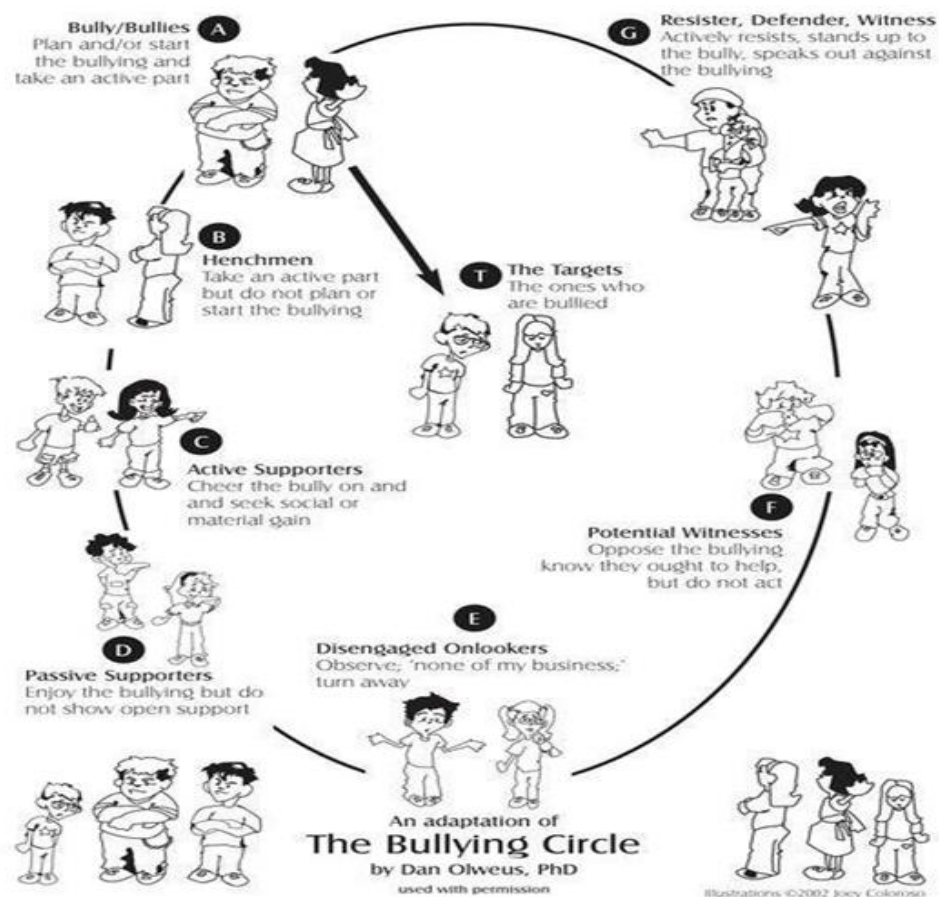 Bully/Bullies
A
Plan and/or start
the bullying and
take an active part
G
Resister, Defender, Witness
Actively resists, stands up to
the bully, speaks out against
the bullying
B
Henchmen
Take an active part
but do not plan or
start the bullying
T
The Targets
The ones who
are bullied
C
Active Supporters
Cheer the bully on and
and seek social or
material gain
F
Potential Witnesses
Oppose the bullying
know they ought to help,
but do not act
D
Passive Supporters
Enjoy the bullying but do
not show open support
E
Disengaged Onlookers
Observe; 'none of my business;'
turn away
An adaptation of
The Bullying Circle
by Dan Olweus, PhD
used with permission
Illustrations ©2002 Joey Coloroso